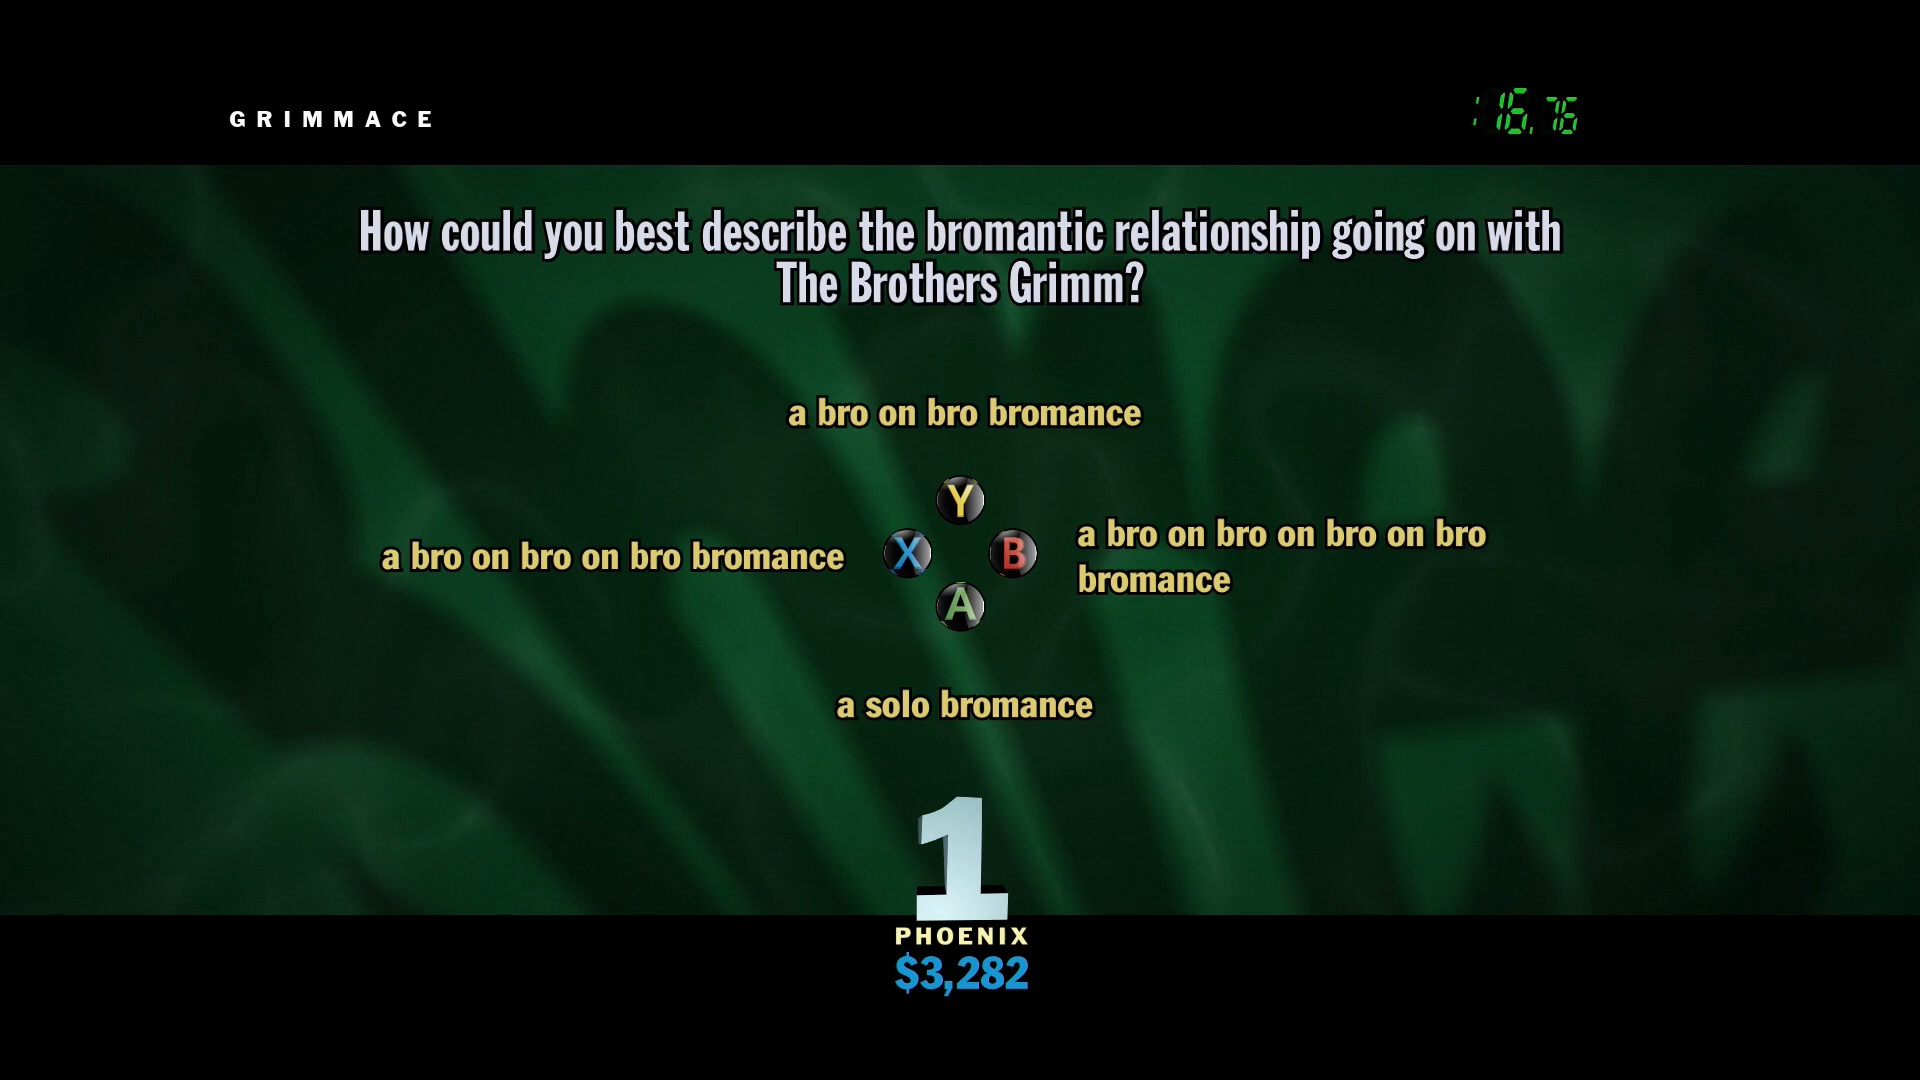 GRIMMACE
16.76
How could you best describe the bromantic relationship going on with
The Brothers Grimm?
a bro on bro bromance
Y
a bro on bro on bro bromance
X
B
a bro on bro on bro on bro
bromance
A
a solo bromance
1
PHOENIX
$3,282